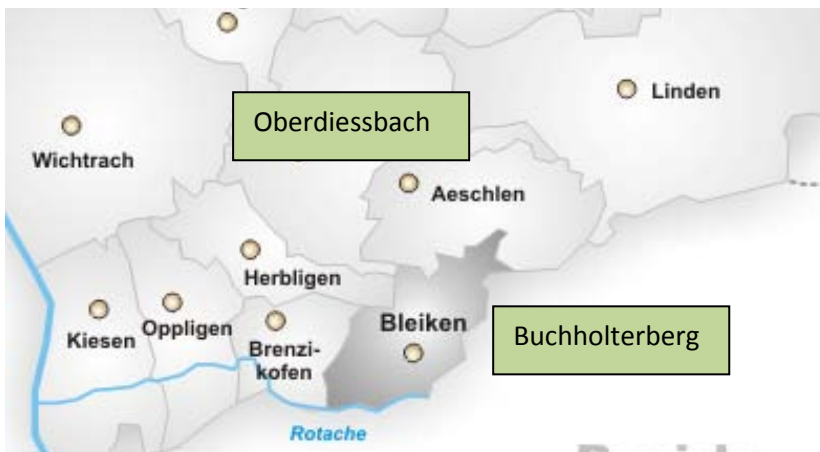 Oberdiessbach
Linden
Wichtrach
Aeschlen
Herbligen
Kiesen
Oppligen
Bleiken
Brenzi-
kofen
Buchholterberg
Rotache